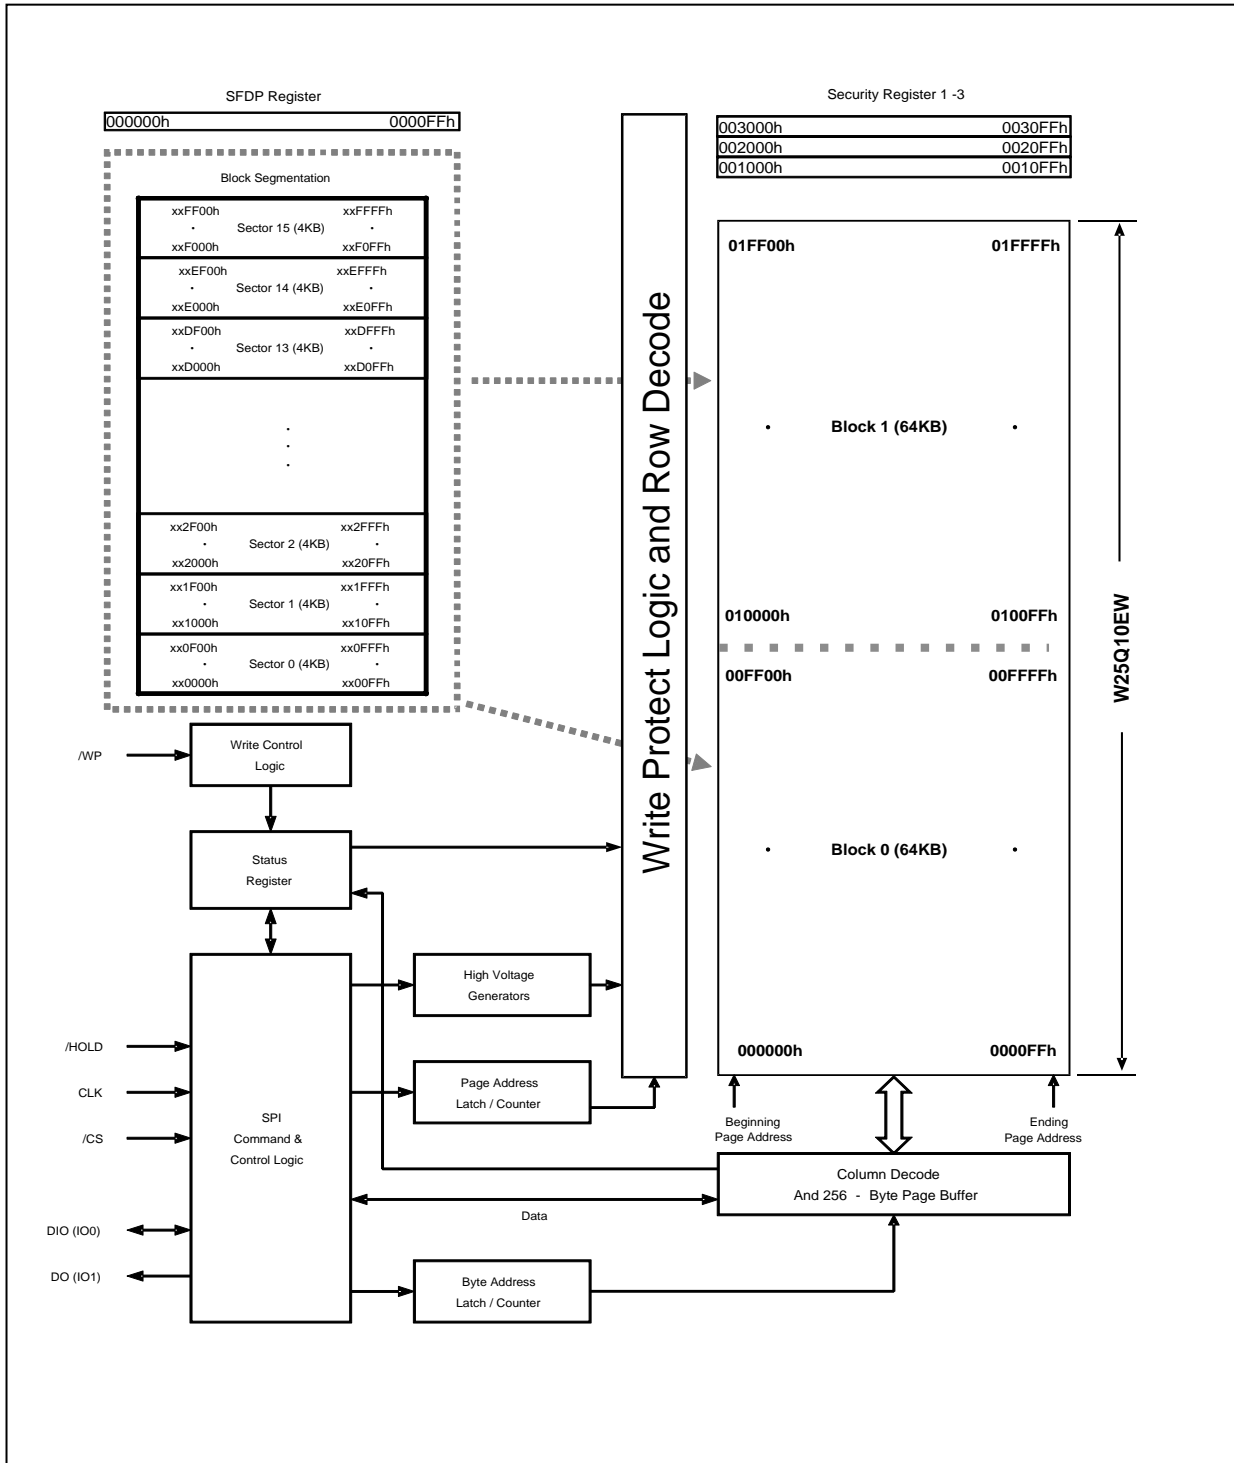 SFDP Register
000000h 0000FFh
Block Segmentation
xxFF00h xxFFFFh
· Sector 15 (4KB) ·
xxF000h xxF0FFh
xxEF00h xxEFFFh
· Sector 14 (4KB) ·
xxE000h xxE0FFh
xxDF00h xxDFFFh
· Sector 13 (4KB) ·
xxD000h xxD0FFh
·
·
·
xx2F00h xx2FFFh
· Sector 2 (4KB) ·
xx2000h xx20FFh
xx1F00h xx1FFFh
· Sector 1 (4KB) ·
xx1000h xx10FFh
xx0F00h xx0FFFh
· Sector 0 (4KB) ·
xx0000h xx00FFh
Write Protect Logic and Row Decode
Security Register 1 -3
003000h 0030FFh
002000h 0020FFh
001000h 0010FFh
01FF00h 01FFFFh
· Block 1 (64KB) ·
010000h 0100FFh
00FF00h 00FFFFh
· Block 0 (64KB) ·
000000h 0000FFh
W25Q10EW
Beginning
Page Address
Ending
Page Address
/WP
Write Control
Logic
Status
Register
High Voltage
Generators
/HOLD
CLK
/CS
DIO (IO0)
DO (IO1)
SPI
Command &
Control Logic
Page Address
Latch / Counter
Column Decode
And 256 - Byte Page Buffer
Data
Byte Address
Latch / Counter